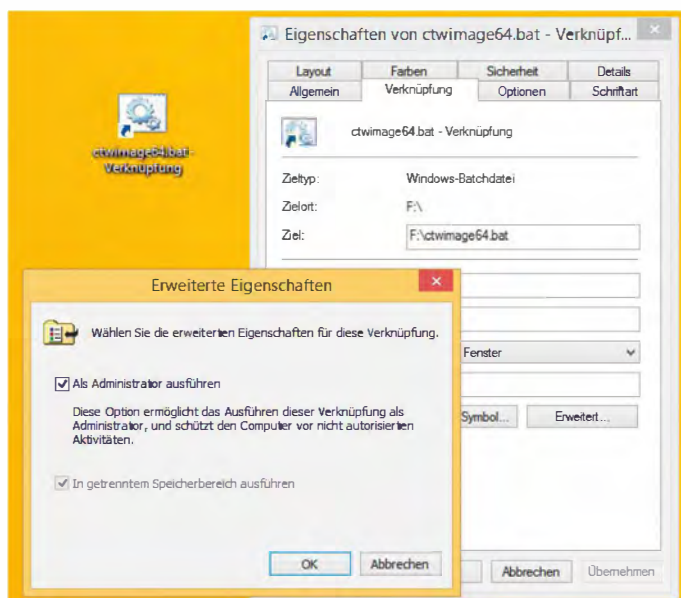 Eigenschaften von ctwimage64.bat - Verknüpf...
Layout
Farben
Sicherheit
Details
Allgemein
Verknüpfung
Optionen
Schriftart
ctwimage64.bat -
Verknüpfung
ctwimage64.bat - Verknüpfung
Zieltyp:
Windows-Batchdatei
Zielort:
F:\
Ziel:
F:\ctwimage64.bat
Fenster
Symbol...
Erweitert...
Abbrechen
Übernehmen
Erweiterte Eigenschaften
Wählen Sie die erweiterten Eigenschaften für diese Verknüpfung.
Als Administrator ausführen
Diese Option ermöglicht das Ausführen dieser Verknüpfung als
Administrator, und schützt den Computer vor nicht autorisierten
Aktivitäten.
In getrenntem Speicherbereich ausführen
OK
Abbrechen